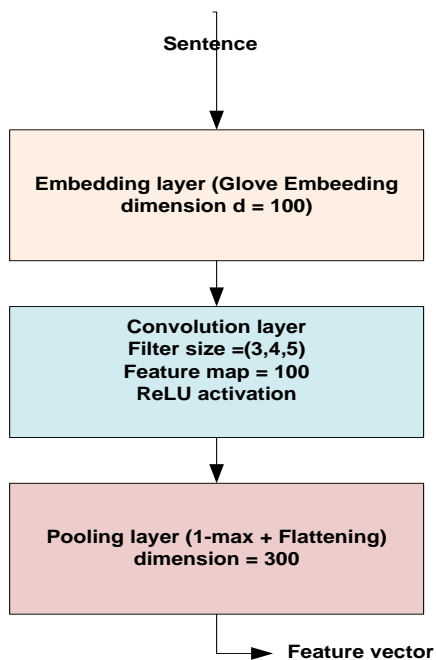 Sentence
Embedding layer (Glove Embeeding
dimension d = 100)
Convolution layer
Filter size =(3,4,5)
Feature map = 100
ReLU activation
Pooling layer (1-max + Flattening)
dimension = 300
Feature vector